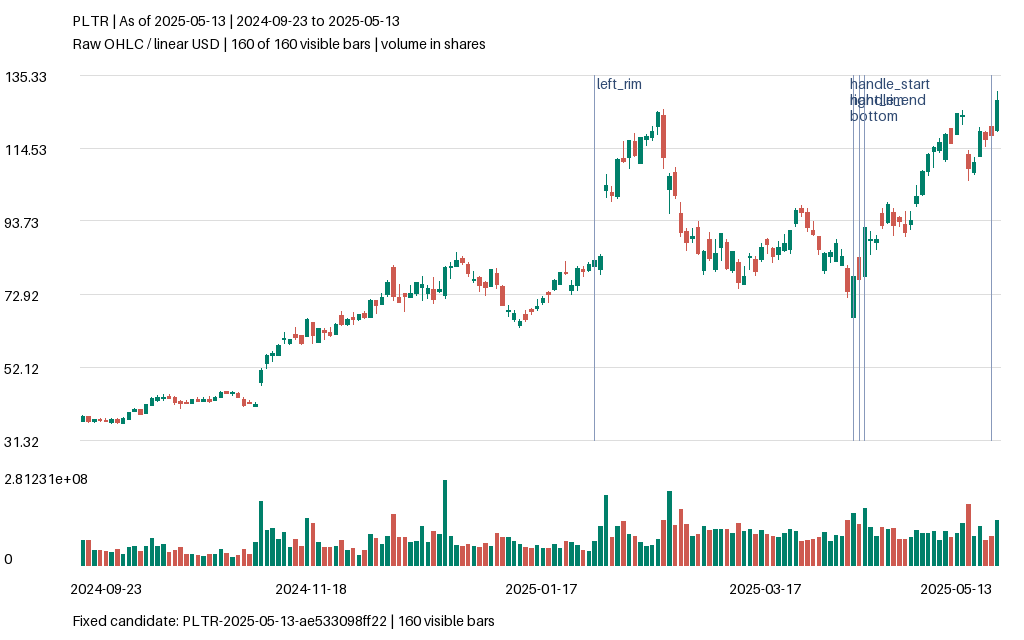 PLTR | As of 2025-05-13 | 2024-09-23 to 2025-05-13
Raw OHLC / linear USD | 160 of 160 visible bars | volume in shares
135.33
left_rim
handle_start
bottom
114.53
93.73
72.92
52.12
31.32
2.81231e+08
0
2024-09-23
2024-11-18
2025-01-17
2025-03-17
2025-05-13
Fixed candidate: PLTR-2025-05-13-ae533098ff22 | 160 visible bars